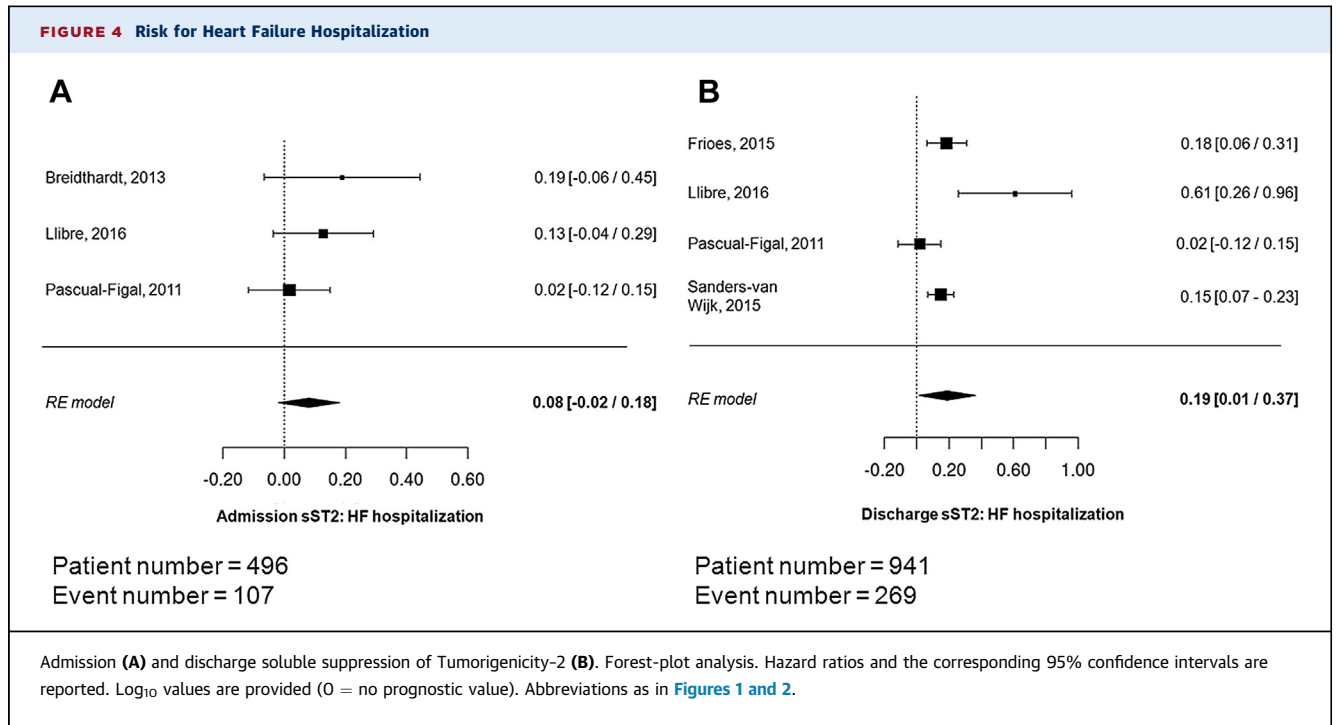 FIGURE 4 Risk for Heart Failure Hospitalization
A
Breidthardt, 2013 0.19 [-0.06 / 0.45]
Llibre, 2016 0.13 [-0.04 / 0.29]
Pascual-Figal, 2011 0.02 [-0.12 / 0.15]
RE model 0.08 [-0.02 / 0.18]
-0.20 0.00 0.20 0.40 0.60
Admission sST2: HF hospitalization
Patient number = 496
Event number = 107
B
Frioes, 2015 0.18 [0.06 / 0.31]
Llibre, 2016 0.61 [0.26 / 0.96]
Pascual-Figal, 2011 0.02 [-0.12 / 0.15]
Sanders-van
Wijk, 2015 0.15 [0.07 - 0.23]
RE model 0.19 [0.01 / 0.37]
-0.20 0.20 0.60 1.00
Discharge sST2: HF hospitalization
Patient number = 941
Event number = 269
Admission (A) and discharge soluble suppression of Tumorigenicity-2 (B). Forest-plot analysis. Hazard ratios and the corresponding 95% confidence intervals are
reported. Log₁₀ values are provided (0 = no prognostic value). Abbreviations as in Figures 1 and 2.